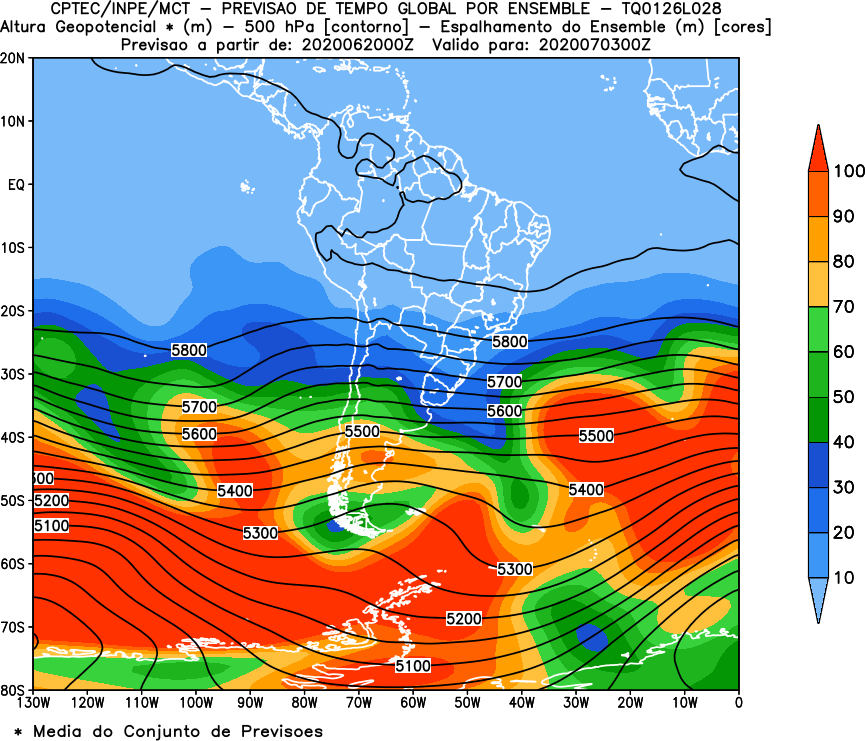 CPTEC/INPE/MCT – PREVISAO DE TEMPO GLOBAL POR ENSEMBLE – TQ0126L028
Altura Geopotencial * (m) – 500 hPa [contorno] – Espalhamento do Ensemble (m) [cores]
Previsao a partir de: 2020062000Z Valido para: 2020070300Z
20N
10N
EQ
10S
20S
30S
40S
50S
60S
70S
80S
5800
5800
5700
5700
5600
5600
5500
5500
500
5400
5400
5200
5100
5300
5300
5200
5100
100
90
80
70
60
50
40
30
20
10
130W 120W 110W 100W 90W 80W 70W 60W 50W 40W 30W 20W 10W 0
* Media do Conjunto de Previsoes